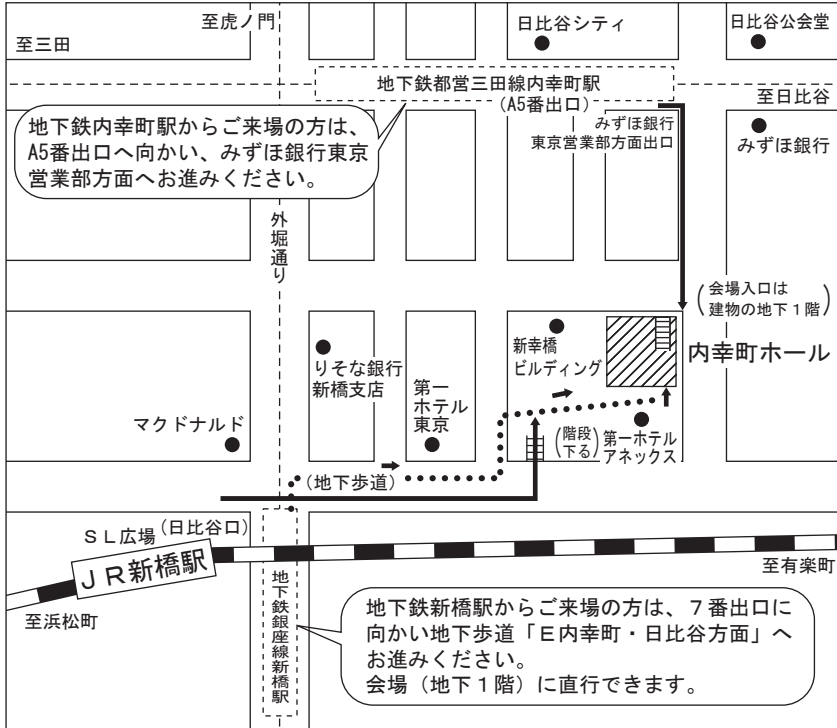 至虎ノ門
日比谷シティ
日比谷公会堂
至三田
地下鉄都営三田線内幸町駅
(A5番出口)
至日比谷
地下鉄内幸町駅からご来場の方は、
A5番出口へ向かい、みずほ銀行東京
営業部方面へお進みください。
みずほ銀行
東京営業部方面出口
みずほ銀行
外堀通り
(会場入口は
建物の地下1階)
内幸町ホール
新幸橋
ビルディング
りそな銀行
新橋支店
第一
ホテル
東京
マクドナルド
(階段
下る)
第一ホテル
アネックス
(地下歩道)
SL広場(日比谷口)
JR新橋駅
至有楽町
至浜松町
地下鉄銀座線新橋駅
地下鉄新橋駅からご来場の方は、7番出口に
向かい地下歩道「E内幸町・日比谷方面」へ
お進みください。
会場(地下1階)に直行できます。